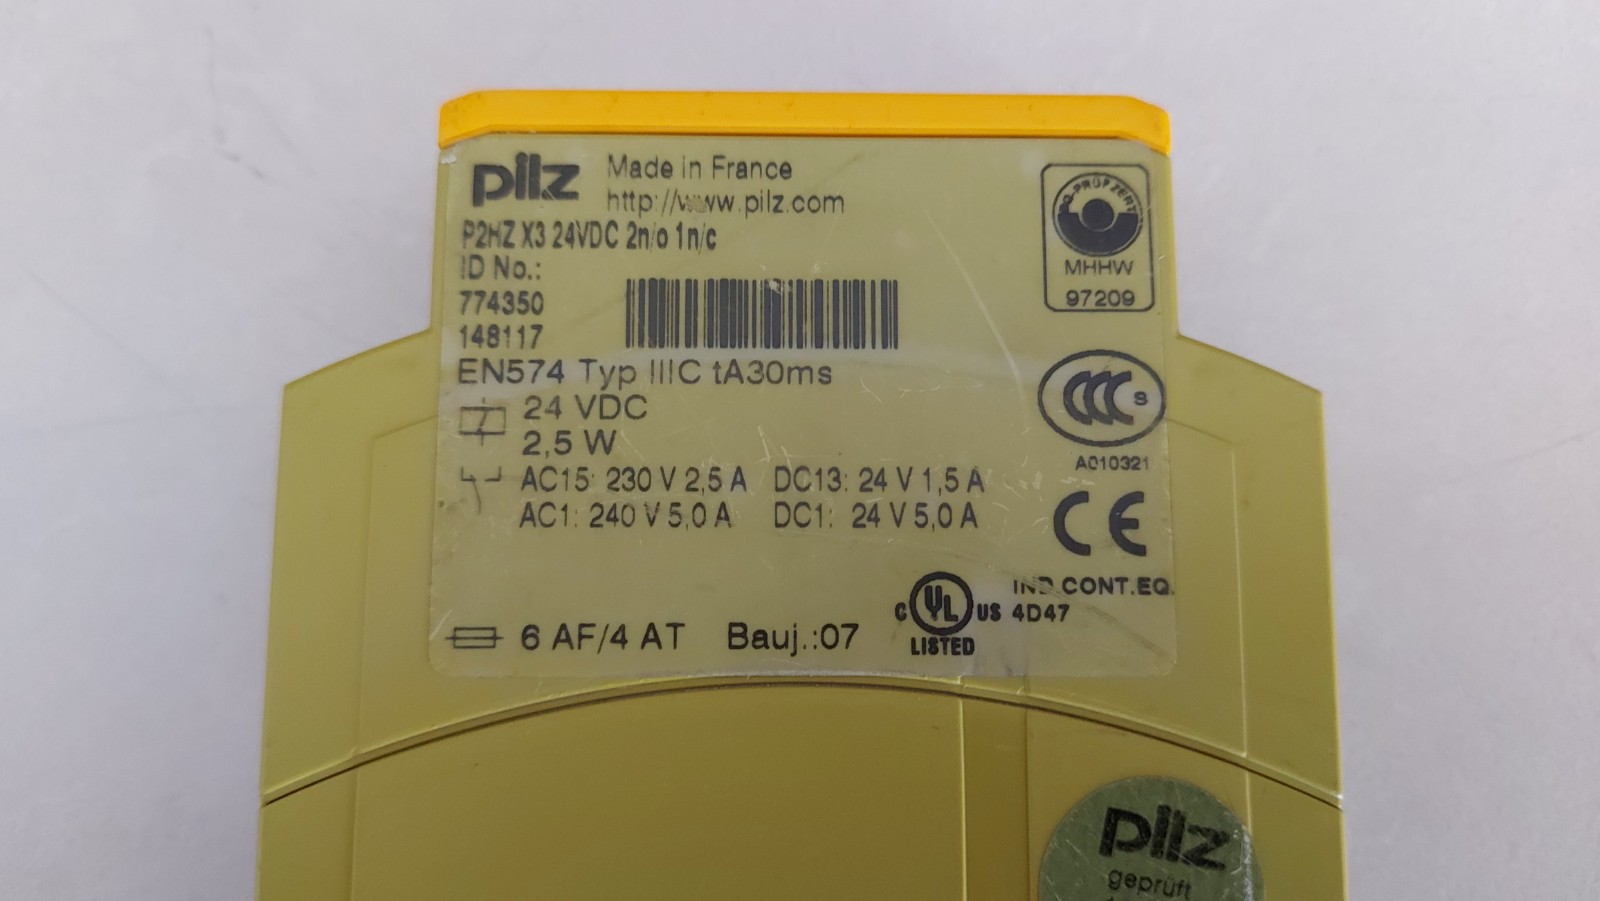 pilz
Made in France
http://www.pilz.com
P2HZ X3 24VDC 2n/o 1n/c
ID No.:
774350
148117
EN574 Typ IIIC tA30ms
24 VDC
2,5 W
AC15: 230 V 2,5 A DC13: 24 V 1,5 A
AC1: 240 V 5,0 A DC1: 24 V 5,0 A
6 AF/4 AT Bauj.:07
MHHW
97209
CCC S
A010321
CE
C UL US
LISTED
IND.CONT.EQ.
4D47
pilz
geprüft